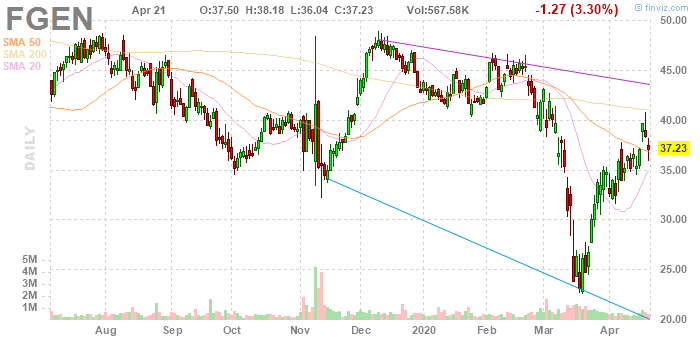 FGEN Apr 21 O:37.50 H:38.18 L:36.04 C:37.23 Vol:567.58K -1.27 (3.30%) © finviz.com
SMA 50
SMA 200
SMA 20
DAILY
50.00
45.00
40.00
37.23
35.00
30.00
25.00
20.00
5M
4M
3M
2M
1M
Aug Sep Oct Nov Dec 2020 Feb Mar Apr